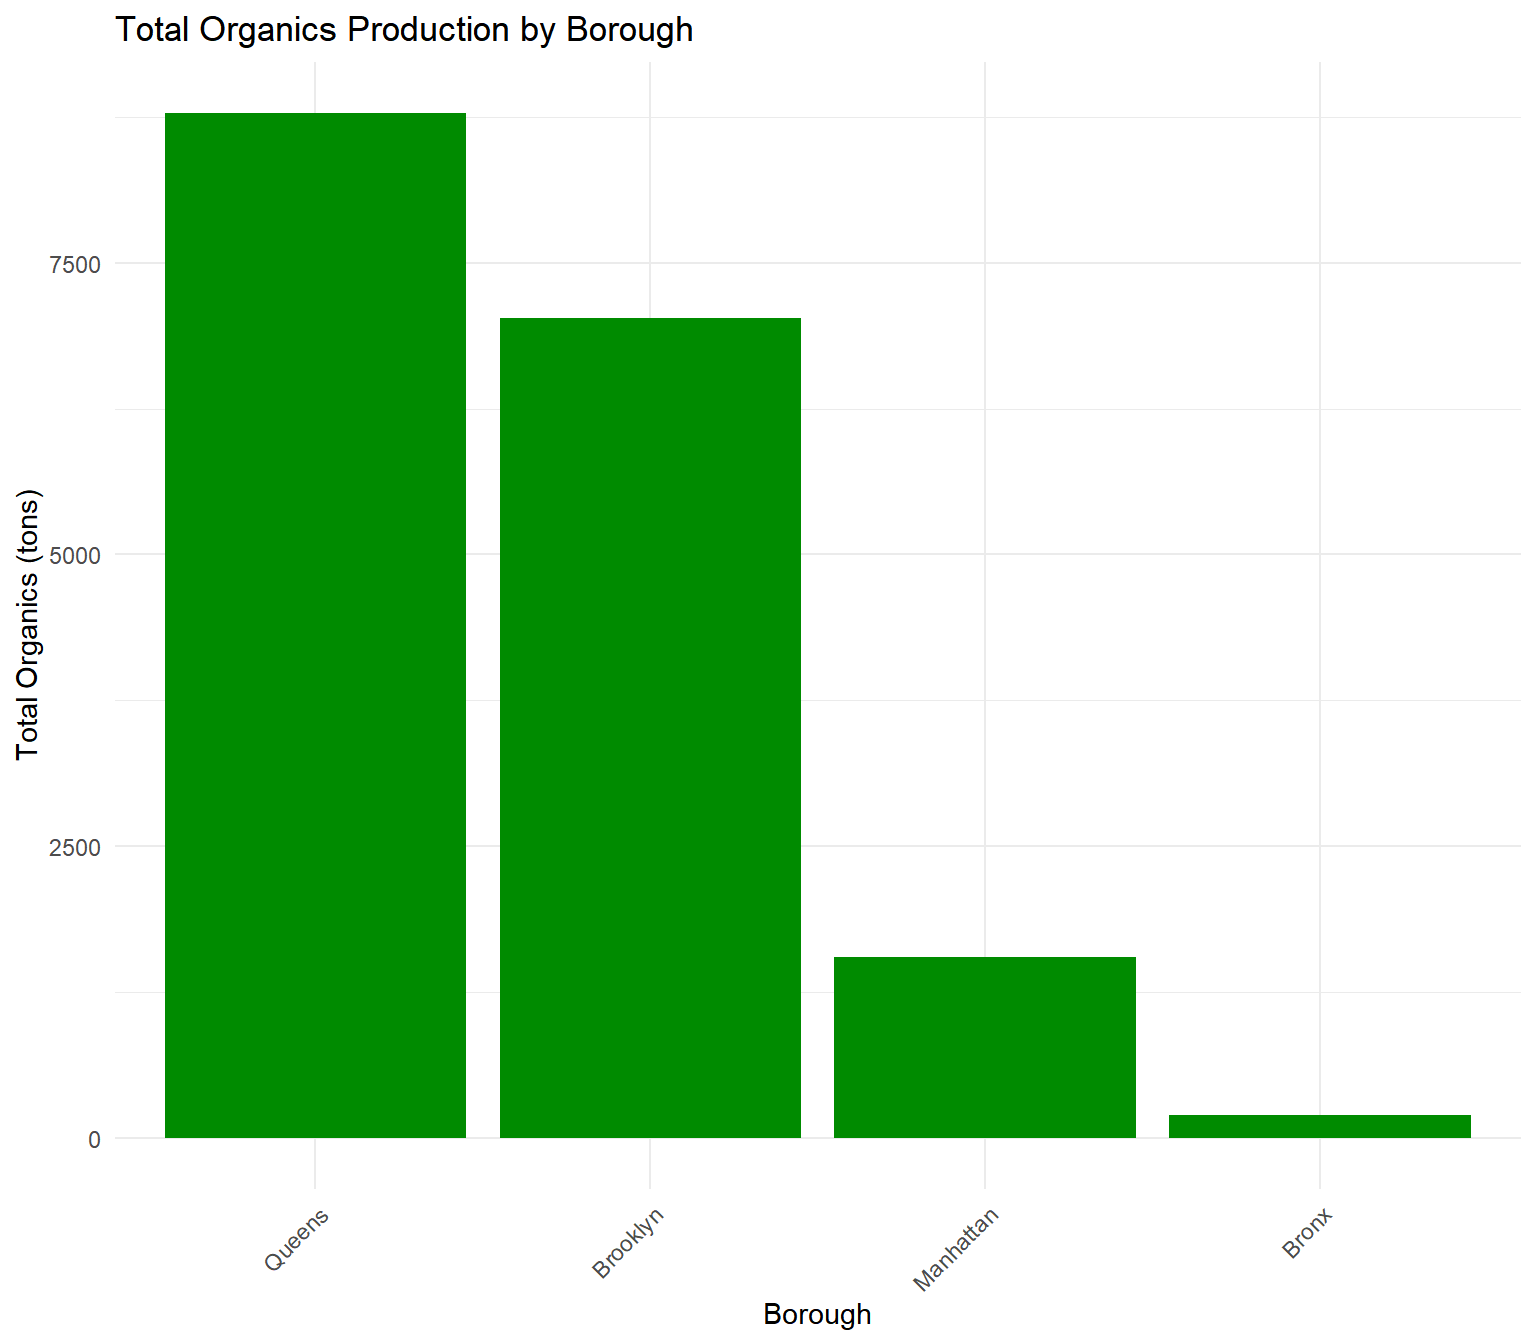 Total Organics Production by Borough
Total Organics (tons)
7500
5000
2500
0
Queens
Brooklyn
Manhattan
Bronx
Borough